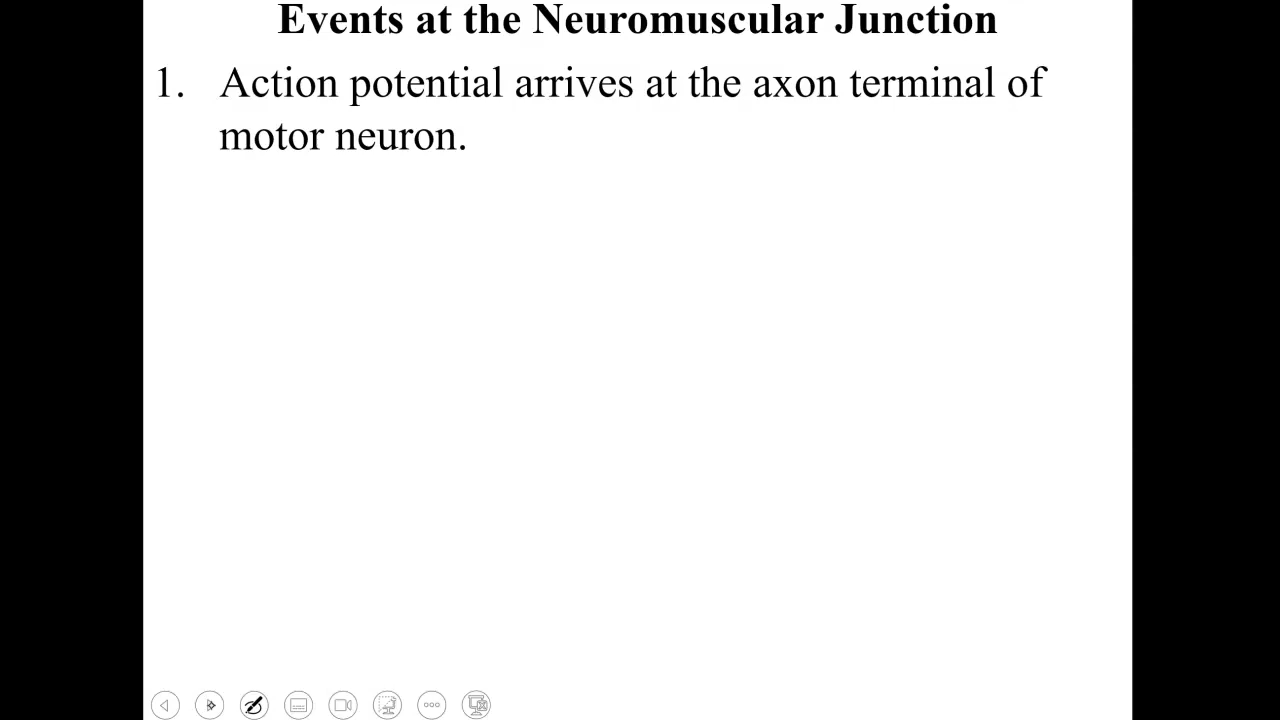 Events at the Neuromuscular Junction
1. Action potential arrives at the axon terminal of
motor neuron.